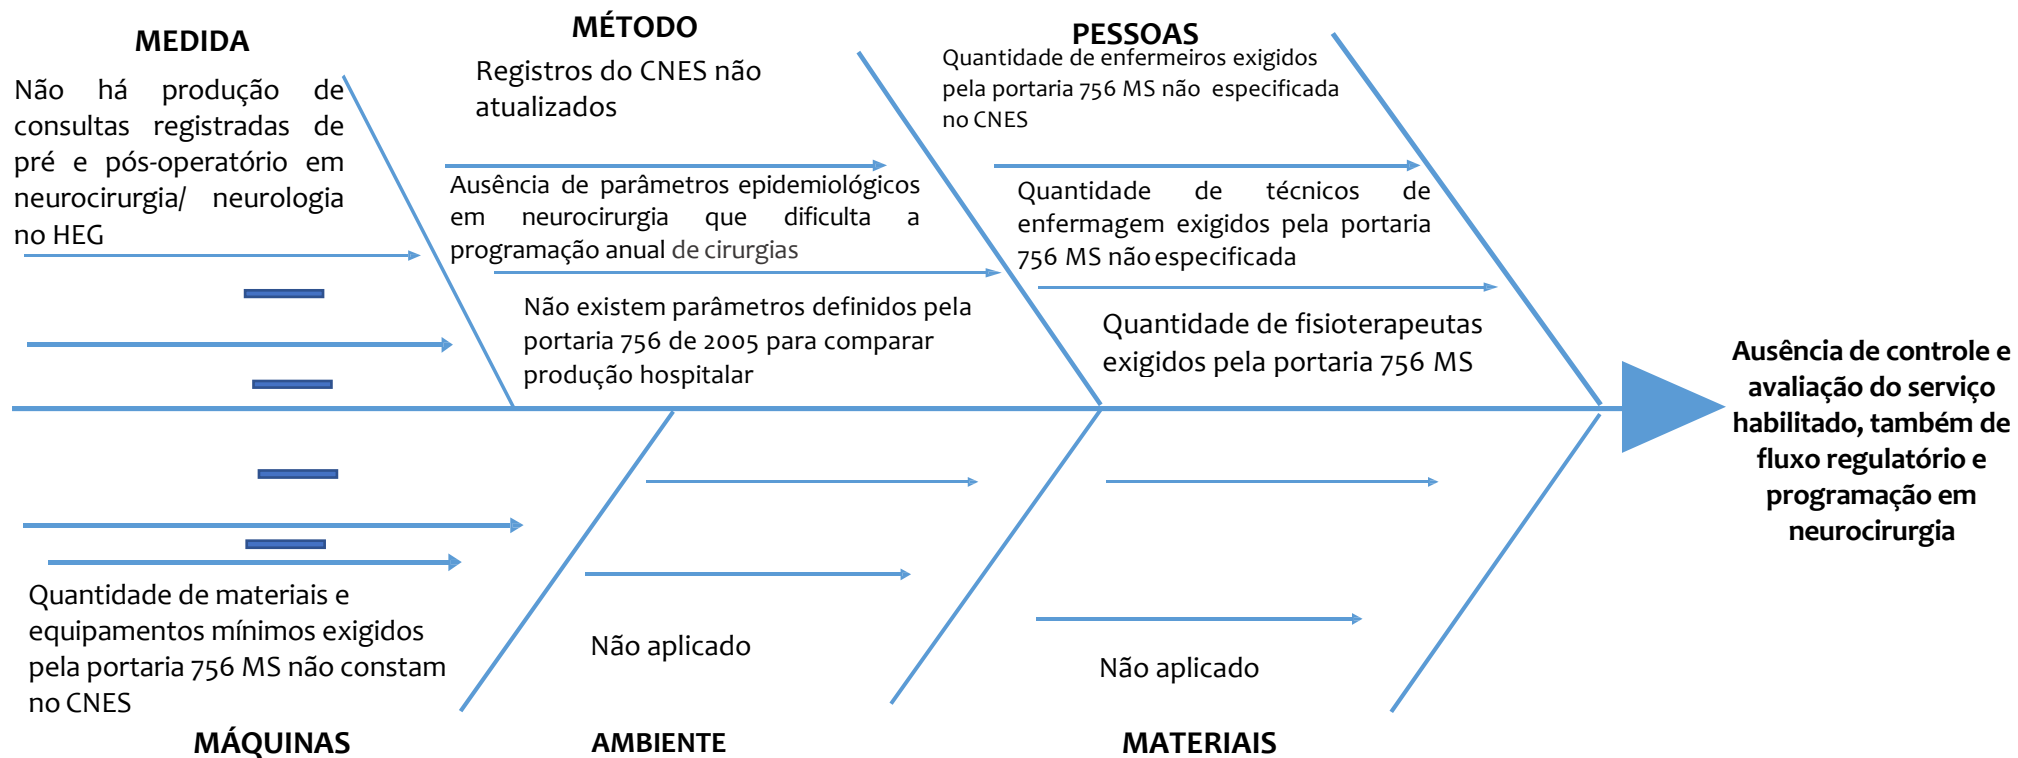 MEDIDA
Não há produção de
consultas registradas de
pré e pós-operatório em
neurocirurgia/ neurologia
no HEG
MÉTODO
Registros do CNES não
atualizados
Ausência de parâmetros epidemiológicos
em neurocirurgia que dificulta a
programação anual de cirurgias
Não existem parâmetros definidos pela
portaria 756 de 2005 para comparar
produção hospitalar
PESSOAS
Quantidade de enfermeiros exigidos
pela portaria 756 MS não especificada
no CNES
Quantidade de técnicos de
enfermagem exigidos pela portaria
756 MS não especificada
Quantidade de fisioterapeutas
exigidos pela portaria 756 MS
Ausência de controle e
avaliação do serviço
habilitado, também de
fluxo regulatório e
programação em
neurocirurgia
Quantidade de materiais e
equipamentos mínimos exigidos
pela portaria 756 MS não constam
no CNES
MÁQUINAS
Não aplicado
AMBIENTE
Não aplicado
MATERIAIS